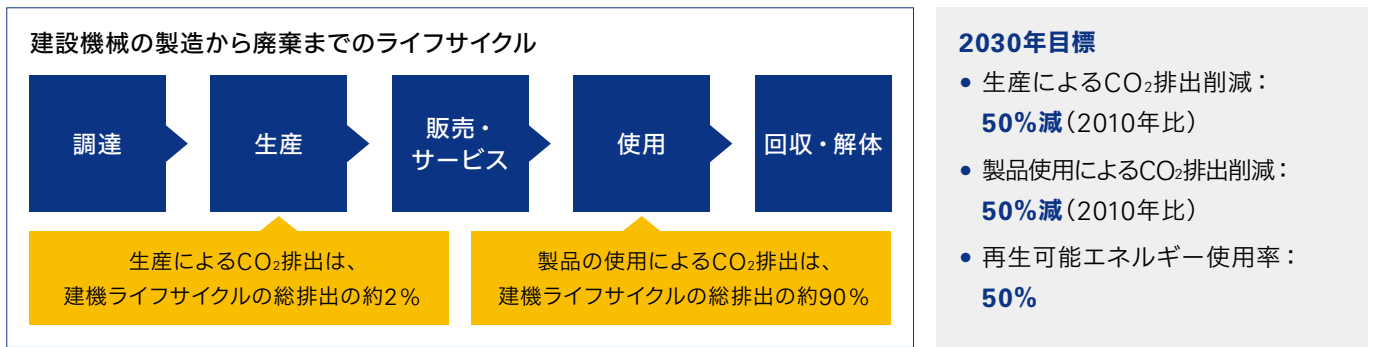 建設機械の製造から廃棄までのライフサイクル
調達
生産
販売・
サービス
使用
回収・解体
生産によるCO₂排出は、
建機ライフサイクルの総排出の約2%
製品の使用によるCO₂排出は、
建機ライフサイクルの総排出の約90%
2030年目標
• 生産によるCO₂排出削減：
50%減（2010年比）
• 製品使用によるCO₂排出削減：
50%減（2010年比）
• 再生可能エネルギー使用率：
50%